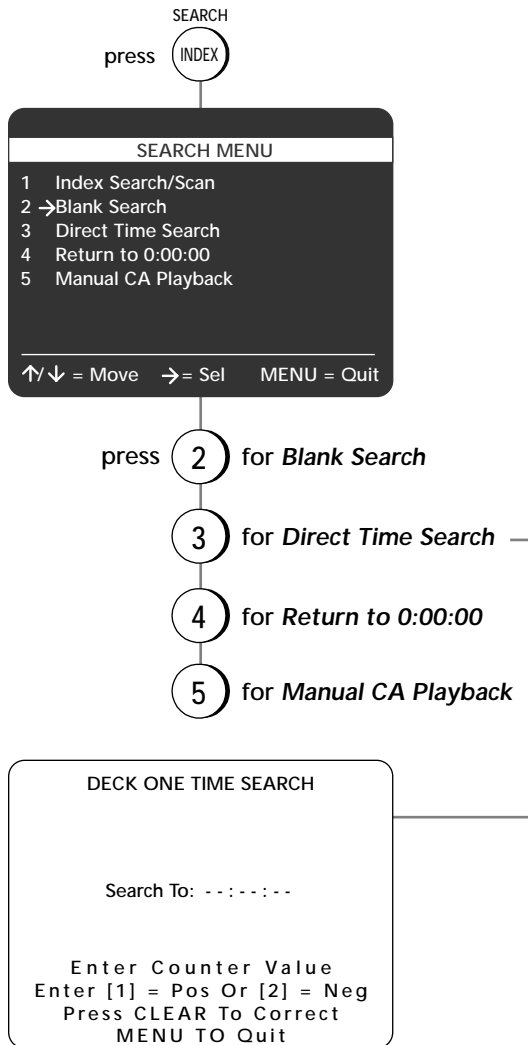 SEARCH
press INDEX
SEARCH MENU
1 Index Search/Scan
2 →Blank Search
3 Direct Time Search
4 Return to 0:00:00
5 Manual CA Playback
↑/↓ = Move →= Sel MENU = Quit
press 2 for Blank Search
3 for Direct Time Search
4 for Return to 0:00:00
5 for Manual CA Playback
DECK ONE TIME SEARCH
Search To: - - : - - : - -
Enter Counter Value
Enter [1] = Pos Or [2] = Neg
Press CLEAR To Correct
MENU TO Quit